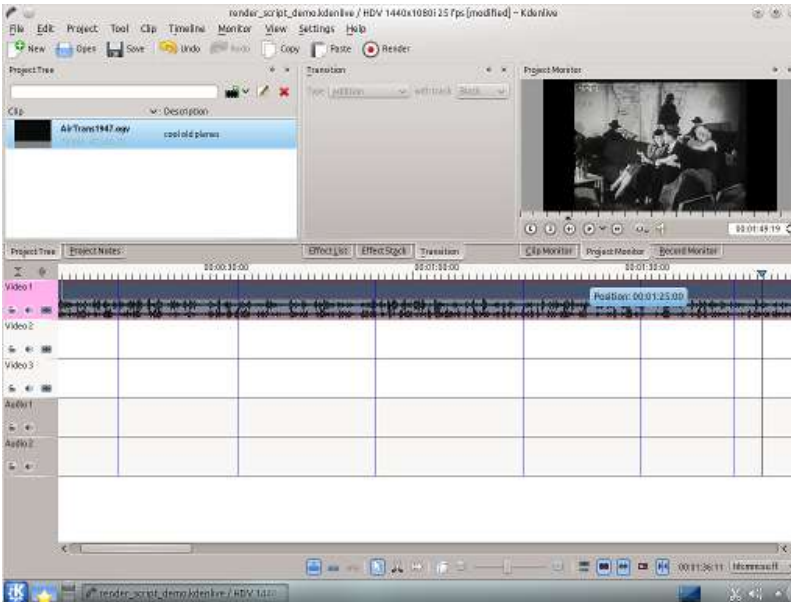 render_script_demo.kdenlive / HDV 1440x1080i 25 fps [modified] – Kdenlive
File Edit Project Tool Clip Timeline Monitor View Settings Help
New Open Save Undo Redo Copy Paste Render
Project Tree
Transition
Project Monitor
Type with track
Clip Description
AirTrans1947.ogv
cool old planes
00:01:49:19
Project Tree Project Notes
Effect List Effect Stack Transition
Clip Monitor Project Monitor Record Monitor
00:00:30:00 00:01:00:00 00:01:30:00
Video 1
Position: 00:01:25:00
Video 2
Video 3
Audio 1
Audio 2
00:01:36:11 hh:mm:ss:ff
render_script_demo.kdenlive / HDV 1440